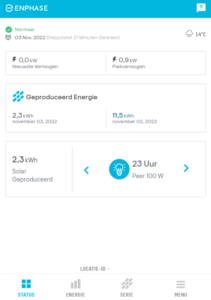 ENPHASE
Normaal
03 Nov. 2022 (Geüpdatet 21 Minuten Geleden)
14°C
0,0 kW
Nieuwste Vermogen
0,9 kW
Piekvermogen
Geproduceerd Energie
2,3 kWh
november 03, 2022
11,5 kWh
november 02, 2022
2,3 kWh
Solar
Geproduceerd
23 Uur
Peer 100 W
LOCATIE-ID -
STATUS
ENERGIE
SERIE
MENU